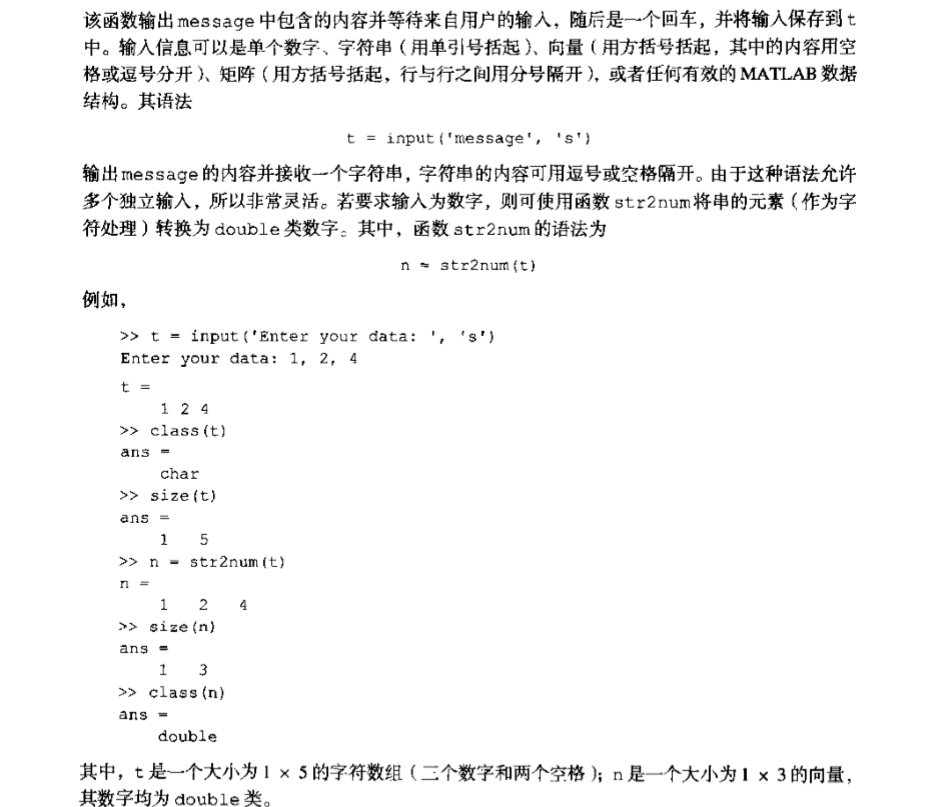 该函数输出message中包含的内容并等待来自用户的输入，随后是一个回车，并将输入保存到t
中。输入信息可以是单个数字、字符串（用单引号括起）、向量（用方括号括起，其中的内容用空
格或逗号分开）、矩阵（用方括号括起，行与行之间用分号隔开），或者任何有效的MATLAB数据
结构。其语法
t = input('message', 's')
输出message的内容并接收一个字符串，字符串的内容可用逗号或空格隔开。由于这种语法允许
多个独立输入，所以非常灵活。若要求输入为数字，则可使用函数str2num将串的元素（作为字
符处理）转换为double类数字。其中，函数str2num的语法为
n = str2num(t)
例如，
>> t = input('Enter your data: ', 's')
Enter your data: 1, 2, 4
t =
1 2 4
>> class(t)
ans =
char
>> size(t)
ans =
1 5
>> n = str2num(t)
n =
1 2 4
>> size(n)
ans =
1 3
>> class(n)
ans =
double
其中，t是一个大小为1 × 5的字符数组（三个数字和两个空格）；n是一个大小为1 × 3的向量，
其数字均为double类。